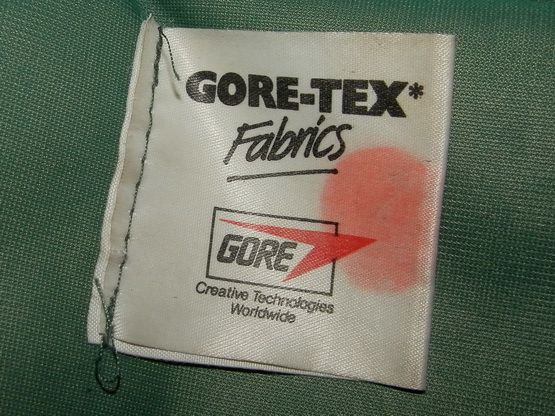 GORE-TEX*
Fabrics
GORE
Creative Technologies
Worldwide